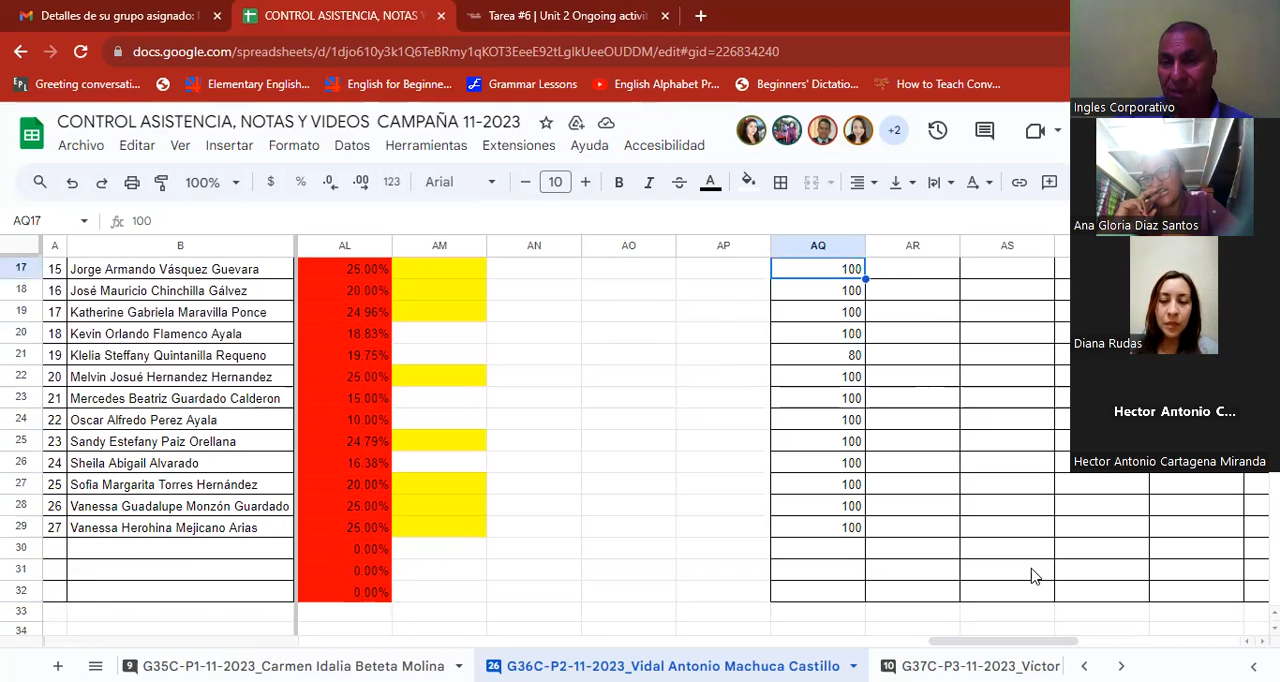 Detalles de su grupo asignado: N
CONTROL ASISTENCIA, NOTAS Y
Tarea #6 | Unit 2 Ongoing activit
docs.google.com/spreadsheets/d/1djo610y3k1Q6TeBRmy1qKOT3EeeE92tLglkUeeOUDDM/edit#gid=226834240
Greeting conversati...
Elementary English...
English for Beginne...
Grammar Lessons
English Alphabet Pr...
Beginners' Dictatio...
How to Teach Conv...
CONTROL ASISTENCIA, NOTAS Y VIDEOS CAMPAÑA 11-2023
+2
Archivo Editar Ver Insertar Formato Datos Herramientas Extensiones Ayuda Accesibilidad
100% $ % .0 .00 123 Arial 10 B I A
AQ17 fx 100
A B AL AM AN AO AP AQ AR AS
17 15 Jorge Armando Vásquez Guevara 25.00% 100
18 16 José Mauricio Chinchilla Gálvez 20.00% 100
19 17 Katherine Gabriela Maravilla Ponce 24.96% 100
20 18 Kevin Orlando Flamenco Ayala 18.83% 100
21 19 Klelia Steffany Quintanilla Requeno 19.75% 80
22 20 Melvin Josué Hernandez Hernandez 25.00% 100
23 21 Mercedes Beatriz Guardado Calderon 15.00% 100
24 22 Oscar Alfredo Perez Ayala 10.00% 100
25 23 Sandy Estefany Paiz Orellana 24.79% 100
26 24 Sheila Abigail Alvarado 16.38% 100
27 25 Sofia Margarita Torres Hernández 20.00% 100
28 26 Vanessa Guadalupe Monzón Guardado 25.00% 100
29 27 Vanessa Herohina Mejicano Arias 25.00% 100
30 0.00%
31 0.00%
32 0.00%
33
34
9 G35C-P1-11-2023_Carmen Idalia Beteta Molina
26 G36C-P2-11-2023_Vidal Antonio Machuca Castillo
10 G37C-P3-11-2023_Víctor
Ingles Corporativo
Ana Gloria Diaz Santos
Diana Rudas
Hector Antonio C...
Hector Antonio Cartagena Miranda